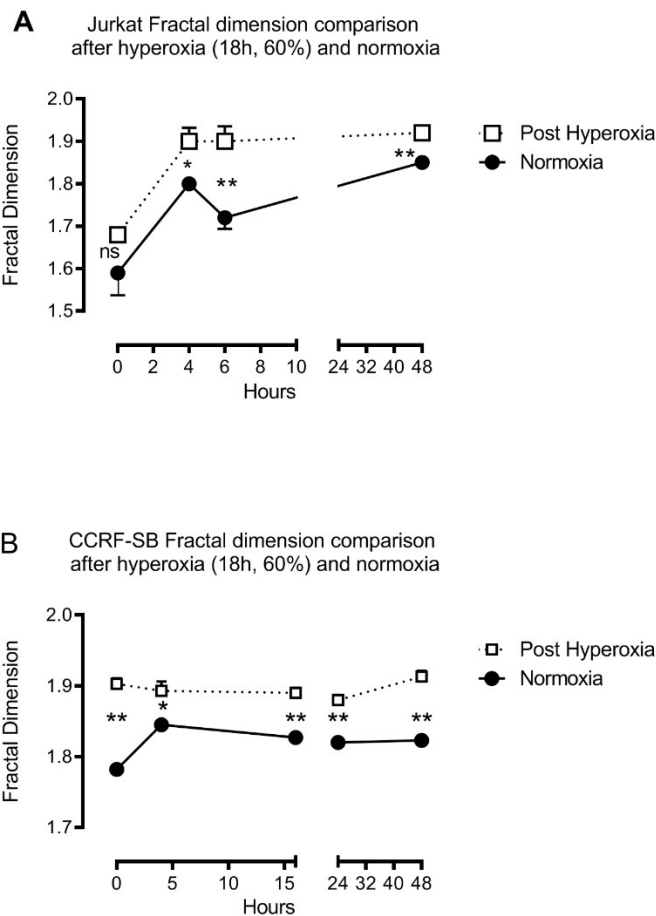 A
Jurkat Fractal dimension comparison
after hyperoxia (18h, 60%) and normoxia
Fractal Dimension
2.0
1.9
1.8
1.7
1.6
1.5
ns
*
**
**
Post Hyperoxia
Normoxia
0 2 4 6 8 10 24 32 40 48
Hours
B
CCRF-SB Fractal dimension comparison
after hyperoxia (18h, 60%) and normoxia
Fractal Dimension
2.0
1.9
1.8
1.7
** * ** ** **
Post Hyperoxia
Normoxia
0 5 10 15 24 32 40 48
Hours